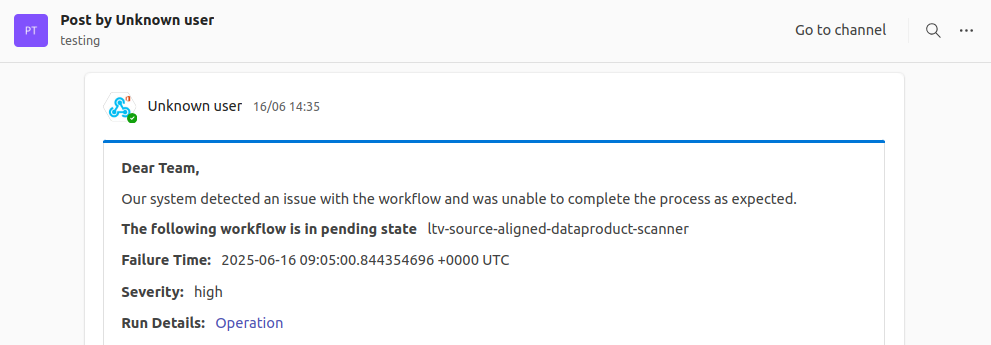 PT
Post by Unknown user
testing
Go to channel
Unknown user 16/06 14:35
Dear Team,
Our system detected an issue with the workflow and was unable to complete the process as expected.
The following workflow is in pending state ltv-source-aligned-dataproduct-scanner
Failure Time: 2025-06-16 09:05:00.844354696 +0000 UTC
Severity: high
Run Details: Operation